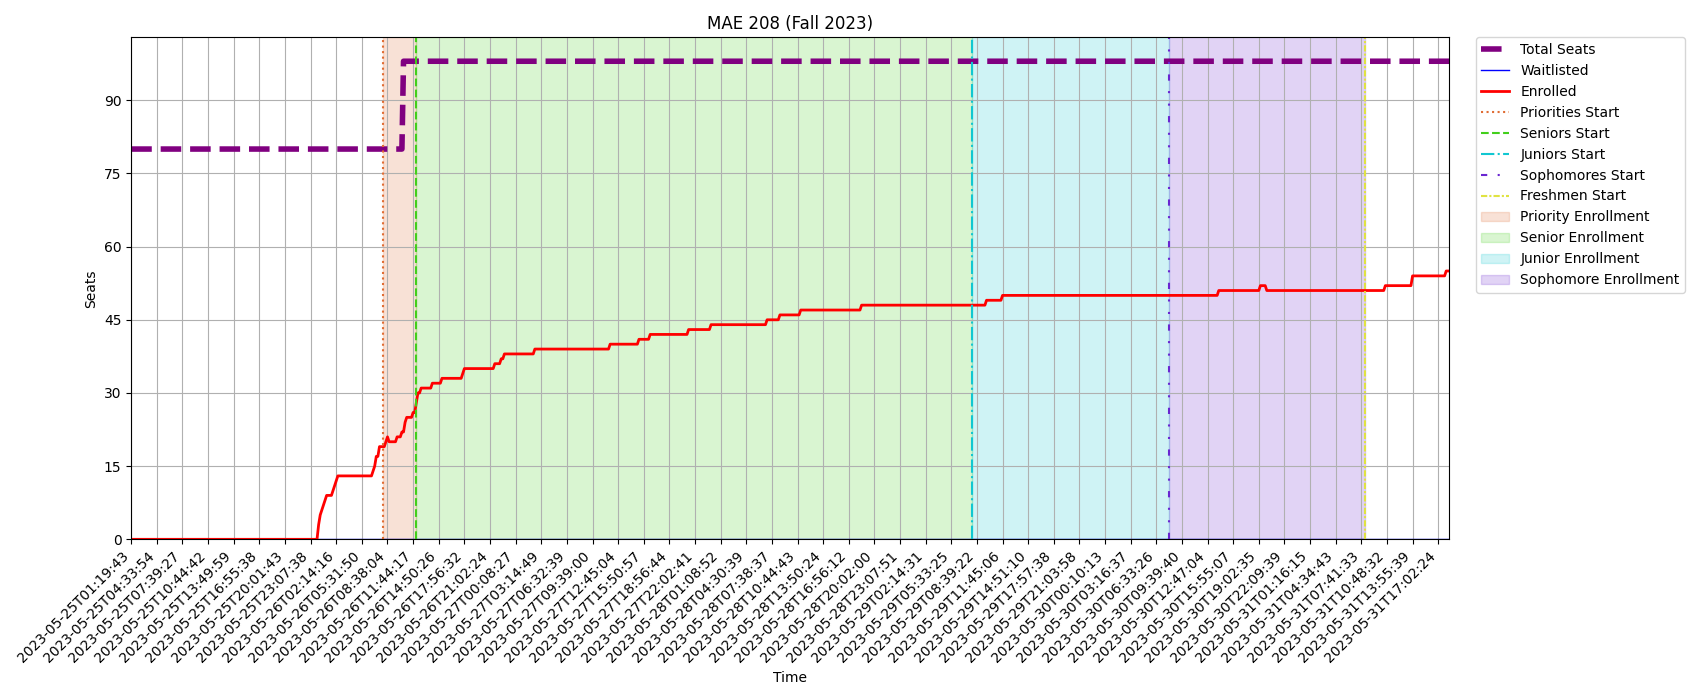 MAE 208 (Fall 2023)
Total Seats
Waitlisted
Enrolled
Priorities Start
Seniors Start
Juniors Start
Sophomores Start
Freshmen Start
Priority Enrollment
Senior Enrollment
Junior Enrollment
Sophomore Enrollment
Seats
90
75
60
45
30
15
0
2023-05-25T01:19:43
2023-05-25T04:33:54
2023-05-25T07:39:27
2023-05-25T10:44:42
2023-05-25T13:49:59
2023-05-25T16:55:38
2023-05-25T20:01:43
2023-05-25T23:07:38
2023-05-26T02:14:16
2023-05-26T05:31:50
2023-05-26T08:38:04
2023-05-26T11:44:17
2023-05-26T14:50:26
2023-05-26T17:56:32
2023-05-26T21:02:24
2023-05-27T00:08:27
2023-05-27T03:14:49
2023-05-27T06:32:39
2023-05-27T09:39:00
2023-05-27T12:45:04
2023-05-27T15:50:57
2023-05-27T18:56:44
2023-05-27T22:02:41
2023-05-28T01:08:52
2023-05-28T04:30:39
2023-05-28T07:38:37
2023-05-28T10:44:43
2023-05-28T13:50:24
2023-05-28T16:56:12
2023-05-28T20:02:00
2023-05-28T23:07:51
2023-05-29T02:14:31
2023-05-29T05:33:25
2023-05-29T08:39:22
2023-05-29T11:45:06
2023-05-29T14:51:10
2023-05-29T17:57:38
2023-05-29T21:03:58
2023-05-30T00:10:13
2023-05-30T03:16:37
2023-05-30T06:33:26
2023-05-30T09:39:40
2023-05-30T12:47:04
2023-05-30T15:55:07
2023-05-30T19:02:35
2023-05-30T22:09:39
2023-05-31T01:16:15
2023-05-31T04:34:43
2023-05-31T07:41:33
2023-05-31T10:48:32
2023-05-31T13:55:39
2023-05-31T17:02:24
Time